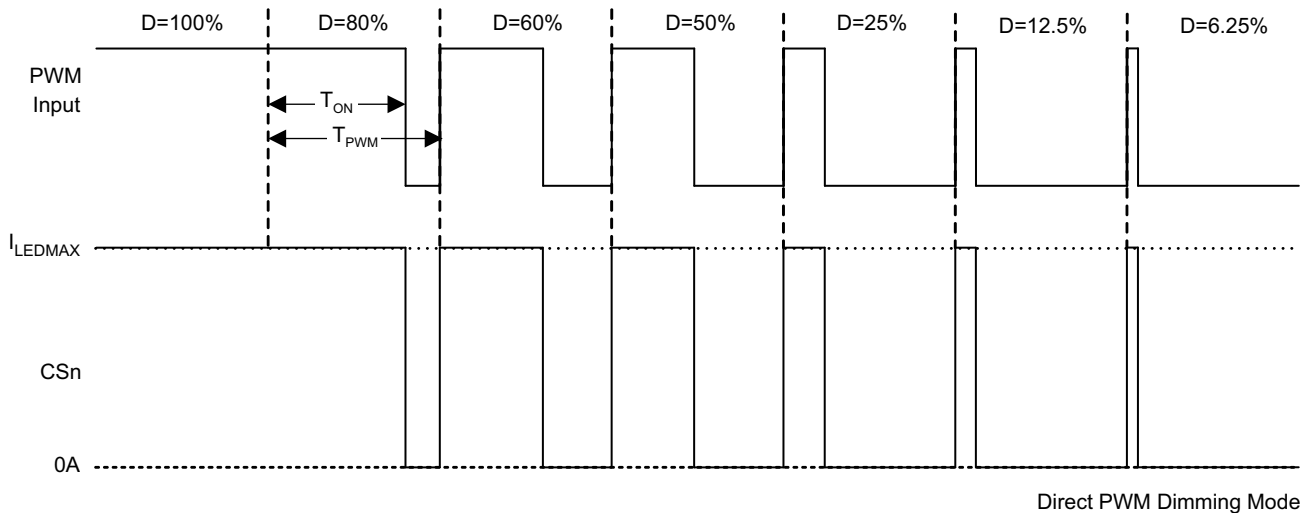 D=100% D=80% D=60% D=50% D=25% D=12.5% D=6.25%
PWM
Input
TON
TPWM
ILEDMAX
CSn
0A
Direct PWM Dimming Mode